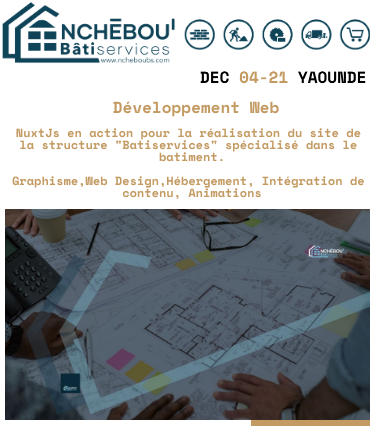 NCHĒBOU'
Bâtiservices
www.ncheboubs.com
DEC 04-21 YAOUNDE
Développement Web
NuxtJs en action pour la réalisation du site de
la structure "Batiservices" spécialisé dans le
batiment.
Graphisme,Web Design,Hébergement, Intégration de
contenu, Animations